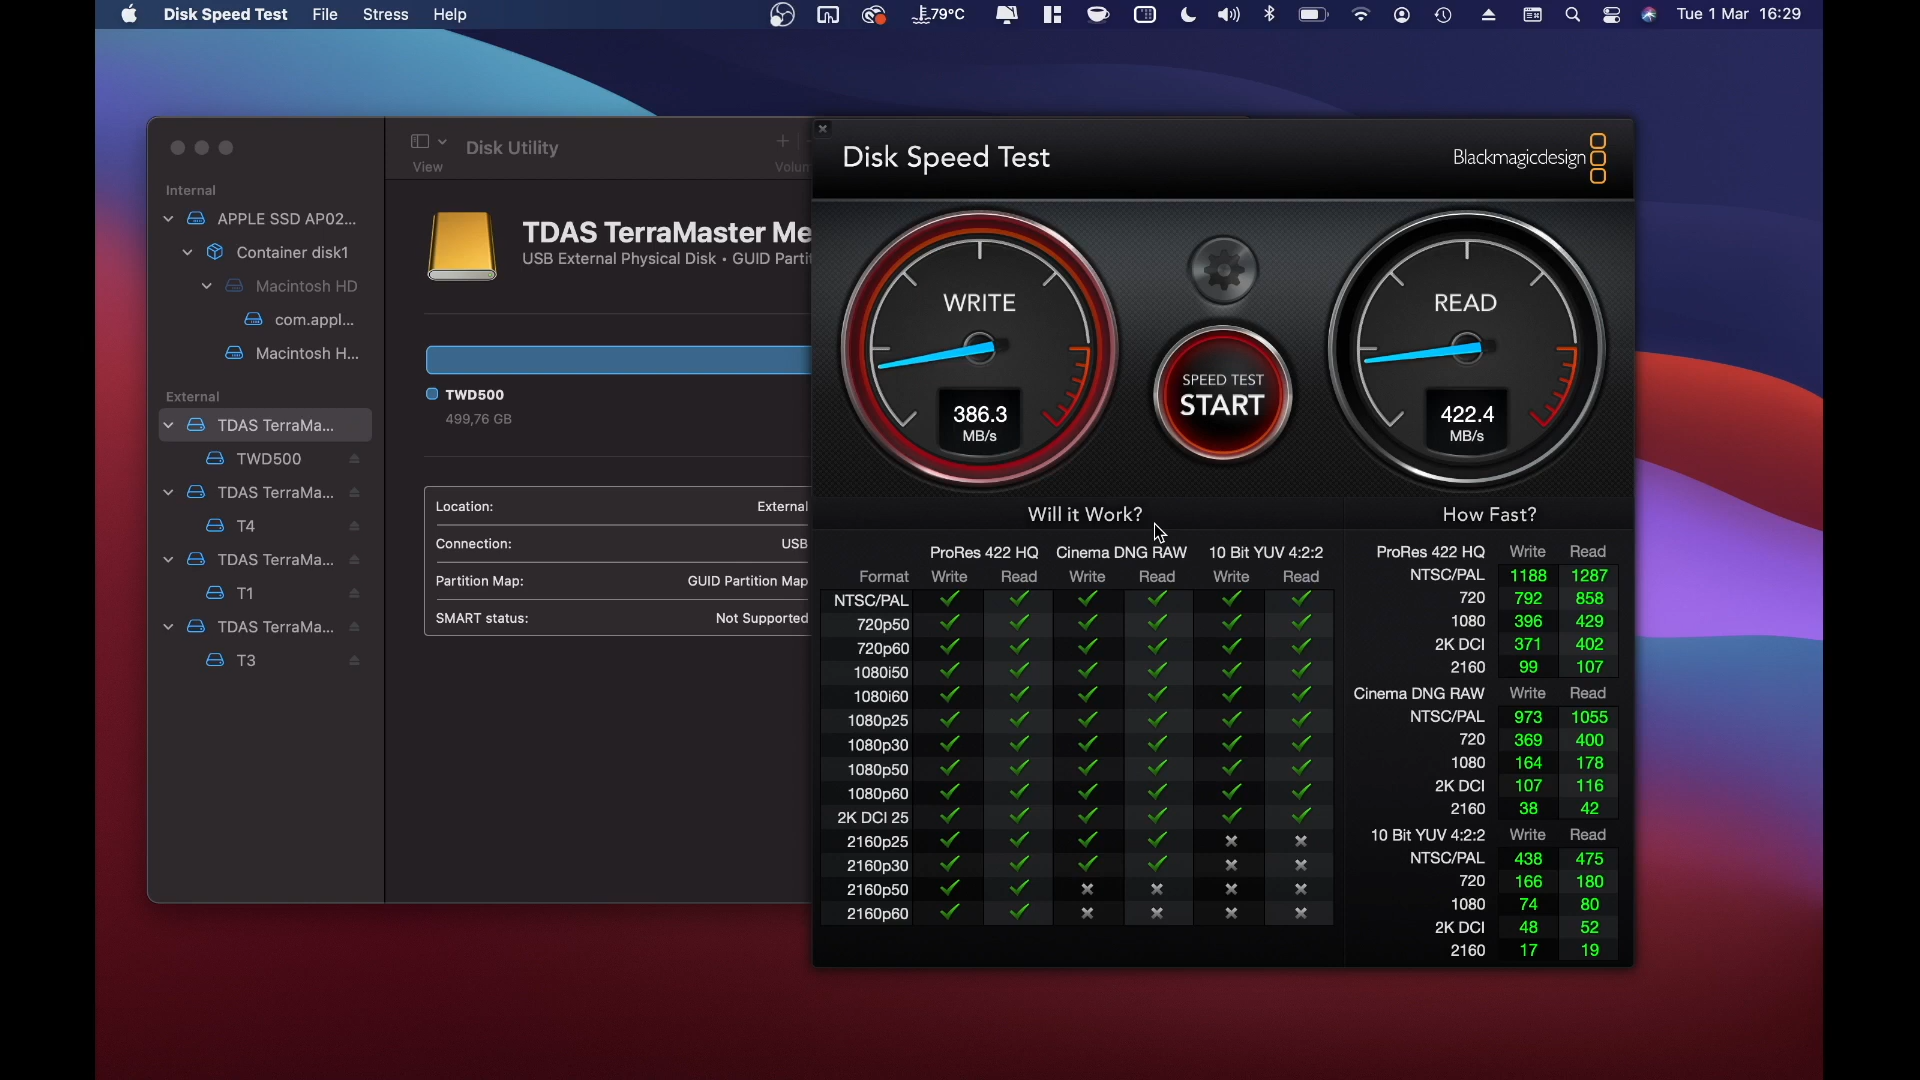 Disk Speed Test File Stress Help 79°C Tue 1 Mar 16:29
Internal
APPLE SSD AP02...
Container disk1
Macintosh HD
com.appl...
Macintosh H...
External
TDAS TerraMa...
TWD500
TDAS TerraMa...
T4
TDAS TerraMa...
T1
TDAS TerraMa...
T3
View
Disk Utility
Volum
TDAS TerraMaster Me
USB External Physical Disk • GUID Partit
TWD500
499,76 GB
Location: External
Connection: USB
Partition Map: GUID Partition Map
SMART status: Not Supported
Disk Speed Test
Blackmagicdesign
WRITE
386.3
MB/s
SPEED TEST
START
READ
422.4
MB/s
Will it Work?
ProRes 422 HQ Cinema DNG RAW 10 Bit YUV 4:2:2
Format Write Read Write Read Write Read
NTSC/PAL
720p50
720p60
1080i50
1080i60
1080p25
1080p30
1080p50
1080p60
2K DCI 25
2160p25
2160p30
2160p50
2160p60
How Fast?
ProRes 422 HQ Write Read
NTSC/PAL 1188 1287
720 792 858
1080 396 429
2K DCI 371 402
2160 99 107
Cinema DNG RAW Write Read
NTSC/PAL 973 1055
720 369 400
1080 164 178
2K DCI 107 116
2160 38 42
10 Bit YUV 4:2:2 Write Read
NTSC/PAL 438 475
720 166 180
1080 74 80
2K DCI 48 52
2160 17 19